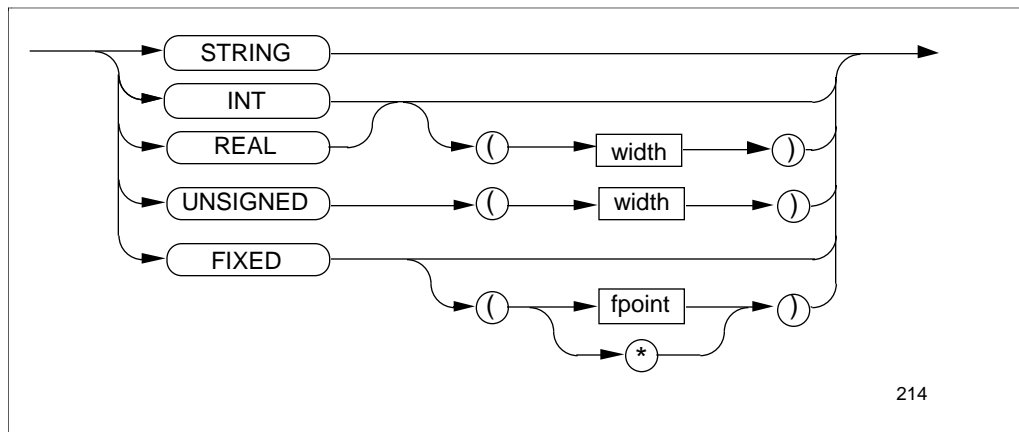 STRING
INT
REAL ( width )
UNSIGNED ( width )
FIXED
( fpoint )
*
214